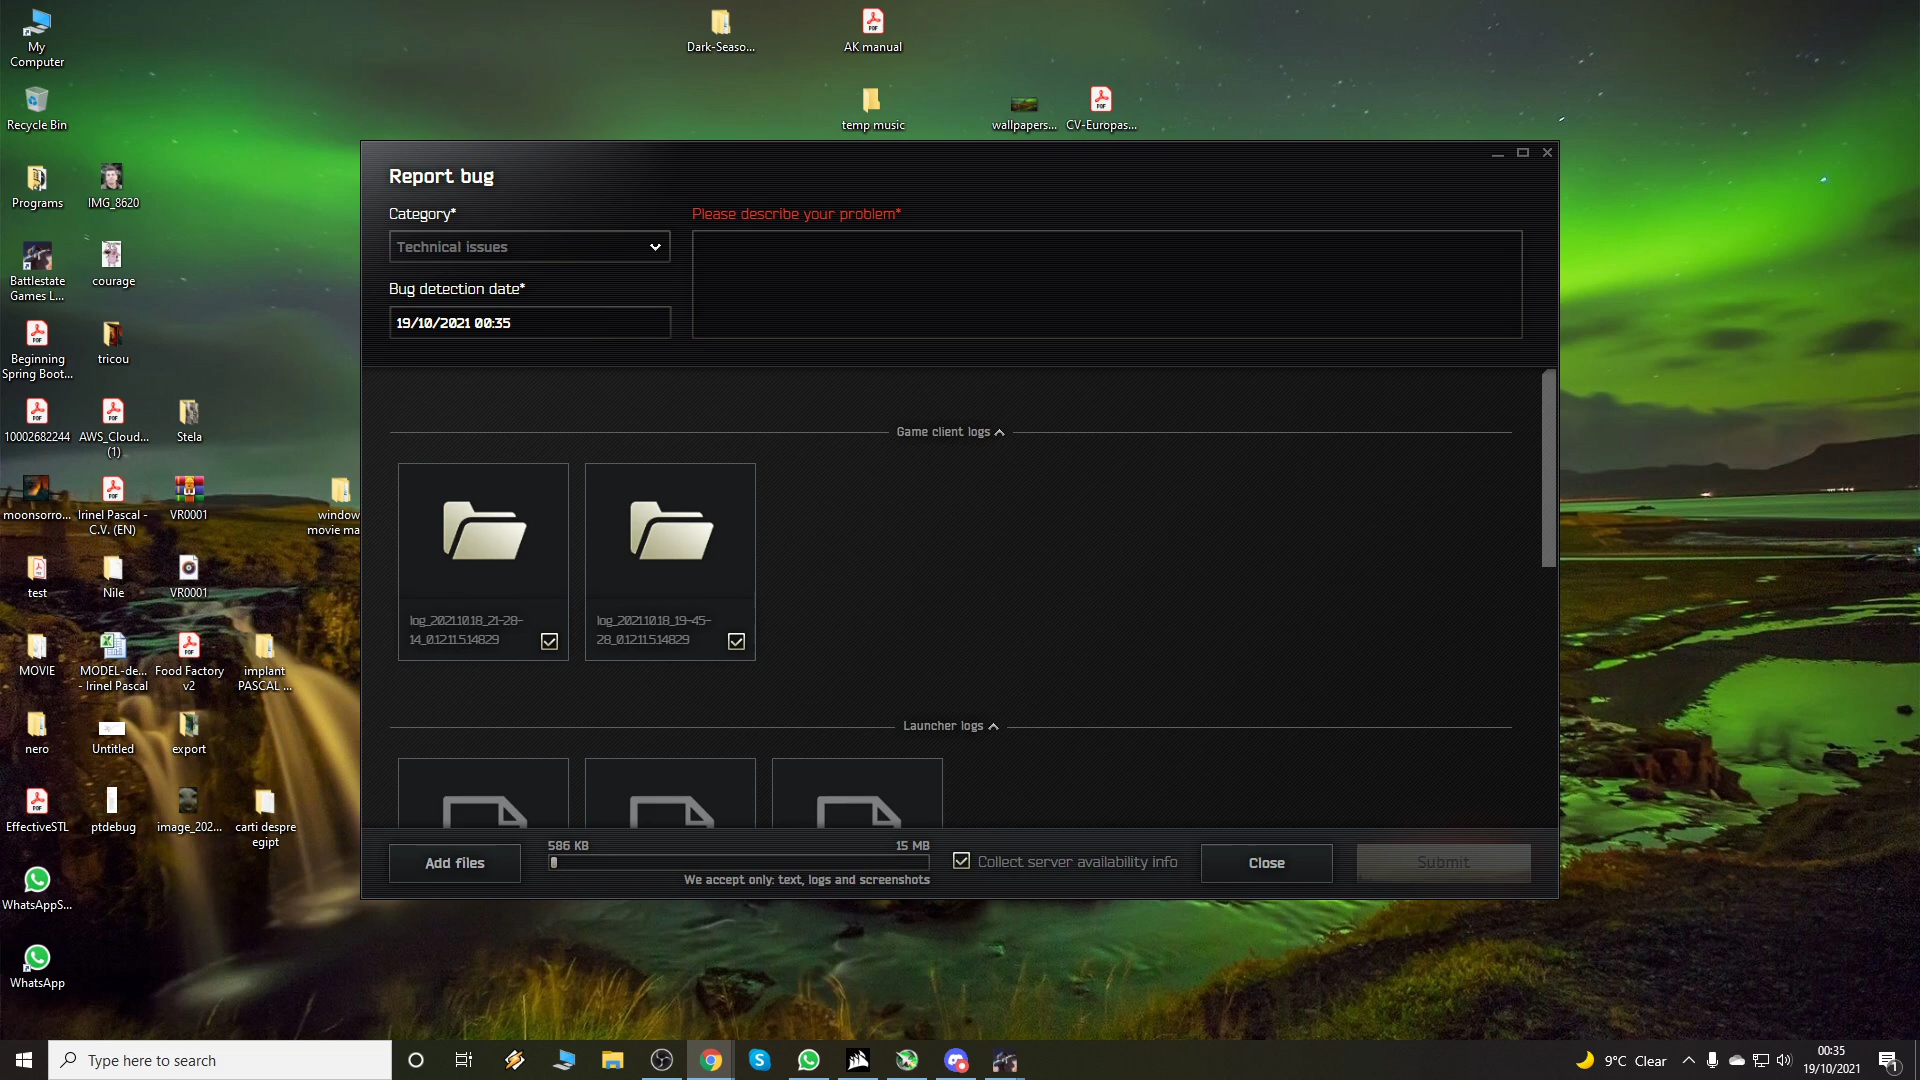 My
Computer
Dark-Seaso...
AK manual
Recycle Bin
temp music
wallpapers...
CV-Europas...
Programs
IMG_8620
Battlestate
Games L...
courage
Beginning
Spring Boot...
tricou
10002682244
AWS_Cloud...
(1)
Stela
moonsorro...
Irinel Pascal -
C.V. (EN)
VR0001
window
movie ma
test
Nile
VR0001
MOVIE
MODEL-de...
- Irinel Pascal
Food Factory
v2
implant
PASCAL ...
nero
Untitled
export
EffectiveSTL
ptdebug
image_202...
carti despre
egipt
WhatsAppS...
WhatsApp
Report bug
Category*
Technical issues
Bug detection date*
19/10/2021 00:35
Please describe your problem*
Game client logs
log_2021.10.18_21-28-
14_0.12.11.5.14829
log_2021.10.18_19-45-
28_0.12.11.5.14829
Launcher logs
Add files
586 KB
15 MB
We accept only: text, logs and screenshots
Collect server availability info
Close
Submit
Type here to search
9°C Clear
00:35
19/10/2021
1